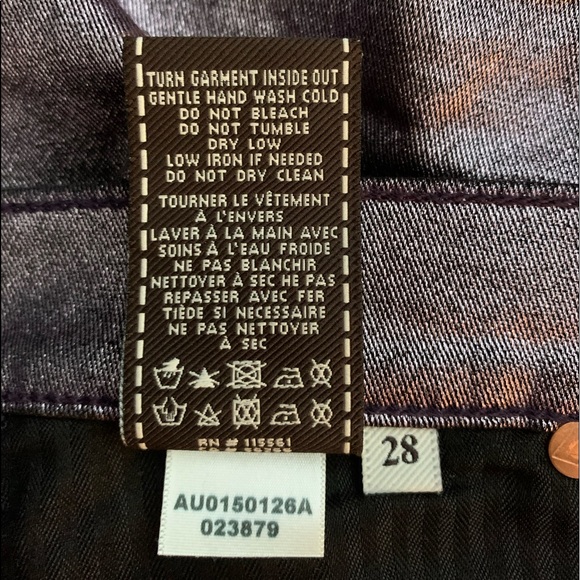 TURN GARMENT INSIDE OUT
GENTLE HAND WASH COLD
DO NOT BLEACH
DO NOT TUMBLE
DRY LOW
LOW IRON IF NEEDED
DO NOT DRY CLEAN
TOURNER LE VÊTEMENT
À L'ENVERS
LAVER À LA MAIN AVEC
SOINS À L'EAU FROIDE
NE PAS BLANCHIR
NETTOYER À SEC HE PAS
REPASSER AVEC FER
TIÈDE SI NECESSAIRE
NE PAS NETTOYER
À SEC
RN # 115561
28
AU0150126A
023879